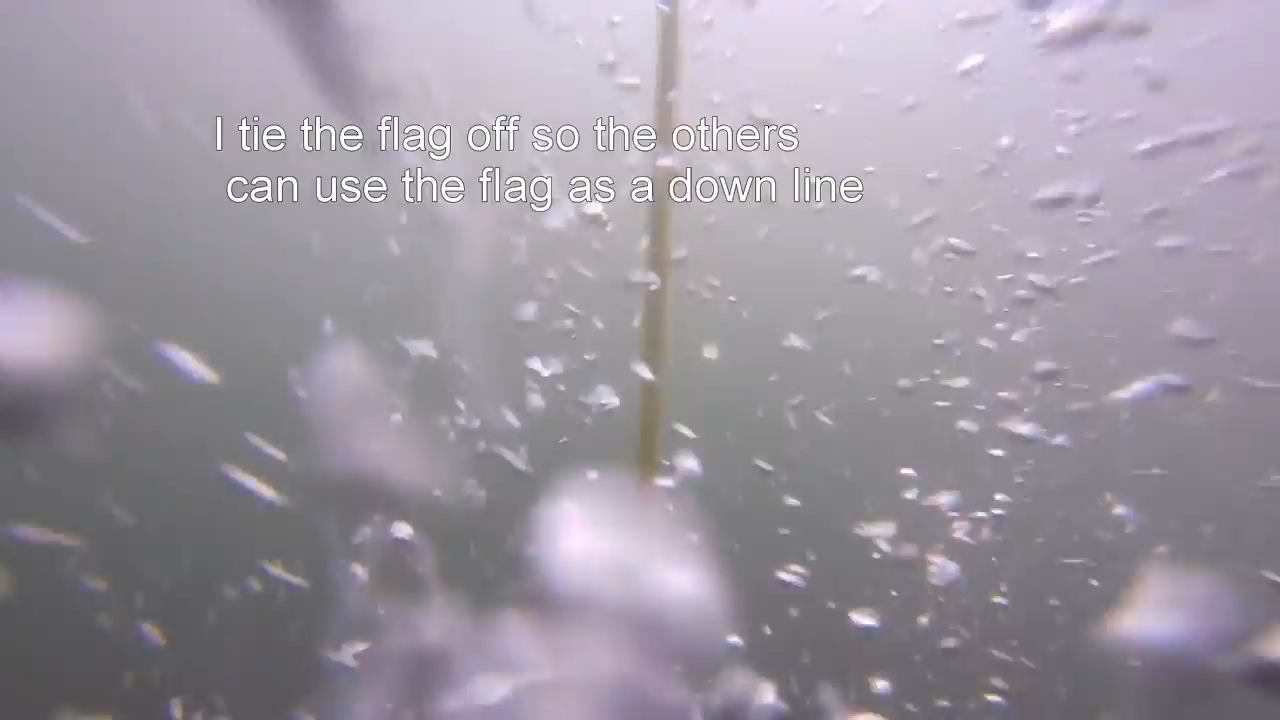 I tie the flag off so the others
can use the flag as a down line